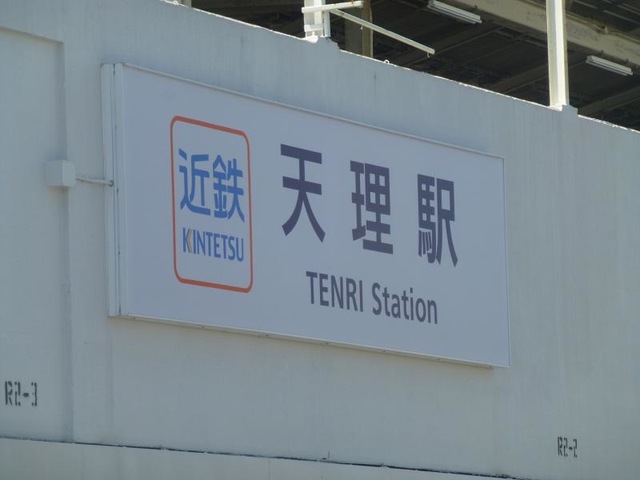 近鉄
KINTETSU
天理駅
TENRI Station
R2-3
R2-2